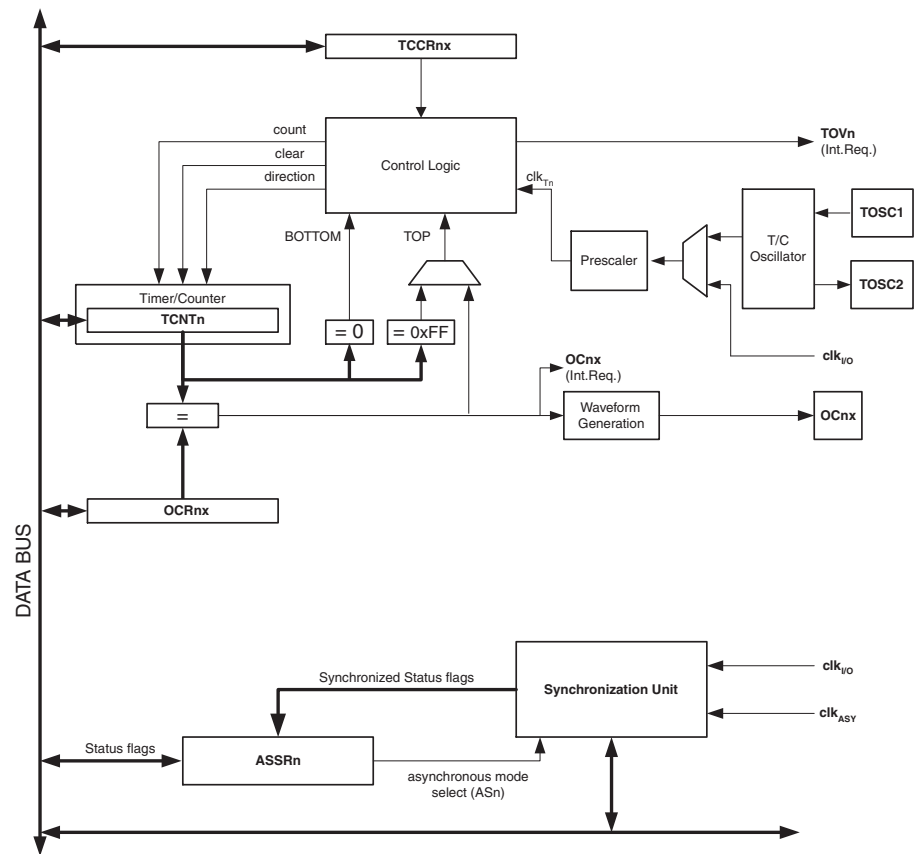 TCCRnx
count
clear
direction
Control Logic
TOVn
(Int.Req.)
clkTn
BOTTOM
TOP
TOSC1
T/C
Oscillator
Prescaler
TOSC2
Timer/Counter
TCNTn
= 0
= 0xFF
clkI/O
OCnx
(Int.Req.)
=
Waveform
Generation
OCnx
OCRnx
DATA BUS
Synchronized Status flags
Synchronization Unit
clkI/O
clkASY
Status flags
ASSRn
asynchronous mode
select (ASn)